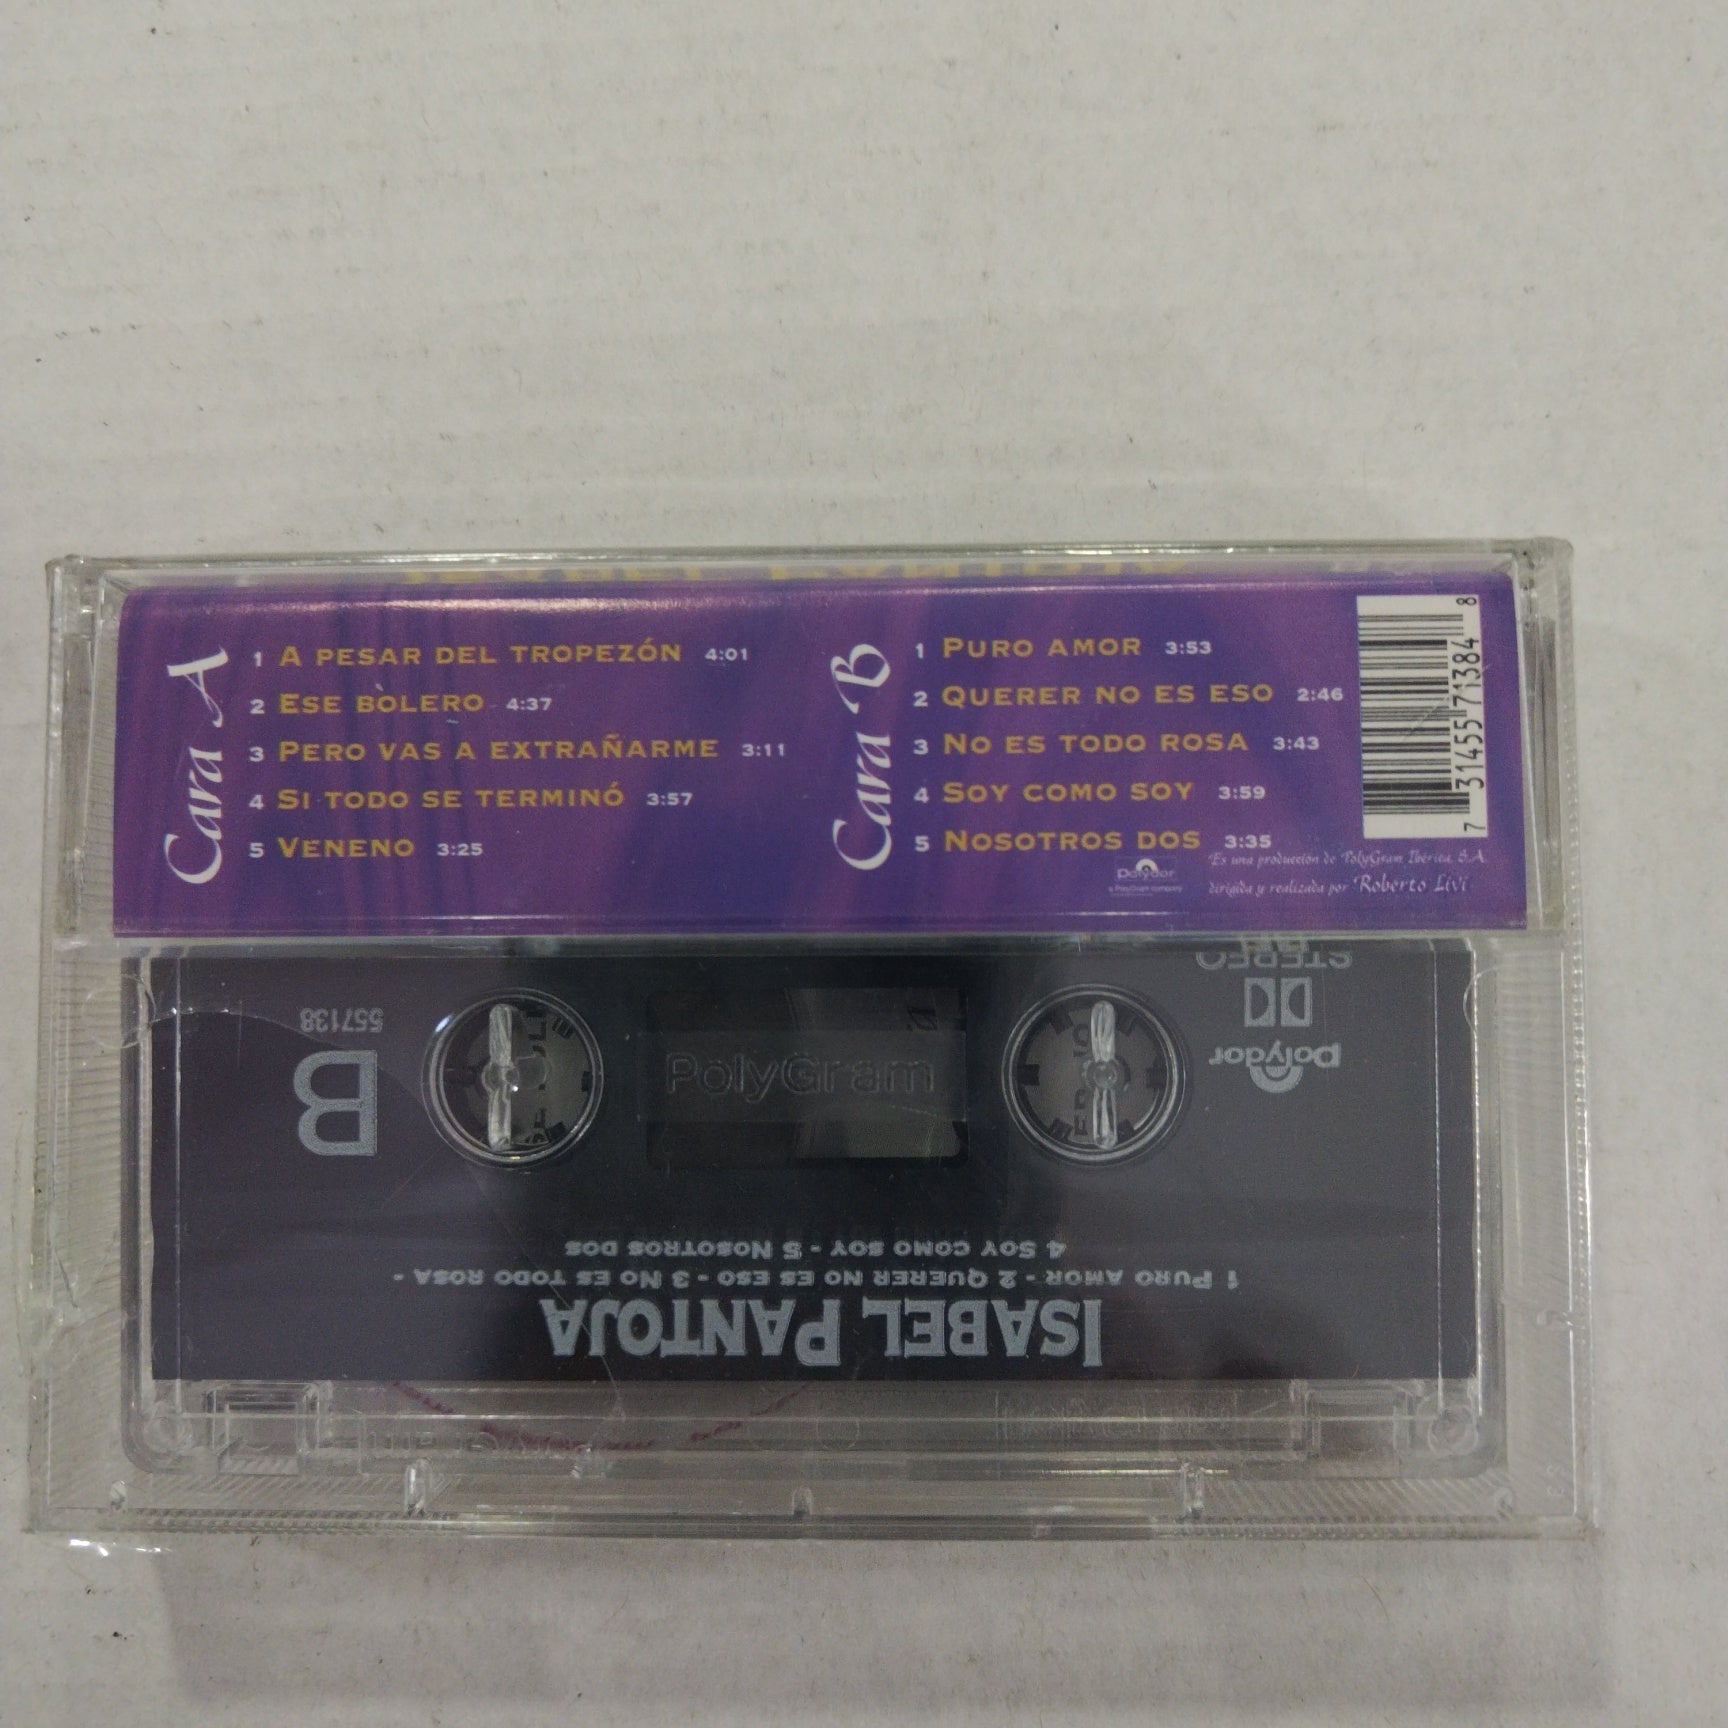 Cara A
1 A PESAR DEL TROPEZÓN 4:01
2 ESE BOLERO 4:37
3 PERO VAS A EXTRAÑARME 3:11
4 SI TODO SE TERMINÓ 3:57
5 VENENO 3:25
Cara B
1 PURO AMOR 3:53
2 QUERER NO ES ESO 2:46
3 NO ES TODO ROSA 3:43
4 SOY COMO SOY 3:59
5 NOSOTROS DOS 3:35
polydor
a PolyGram company
Es una producción de PolyGram Ibérica, S.A.
dirigida y realizada por Roberto Livi
7 31455 71384 8
ISABEL PANTOJA
1 PURO AMOR - 2 QUERER NO ES ESO - 3 NO ES TODO ROSA -
4 SOY COMO SOY - 5 NOSOTROS DOS
B
557138
PolyGram
polydor
STEREO